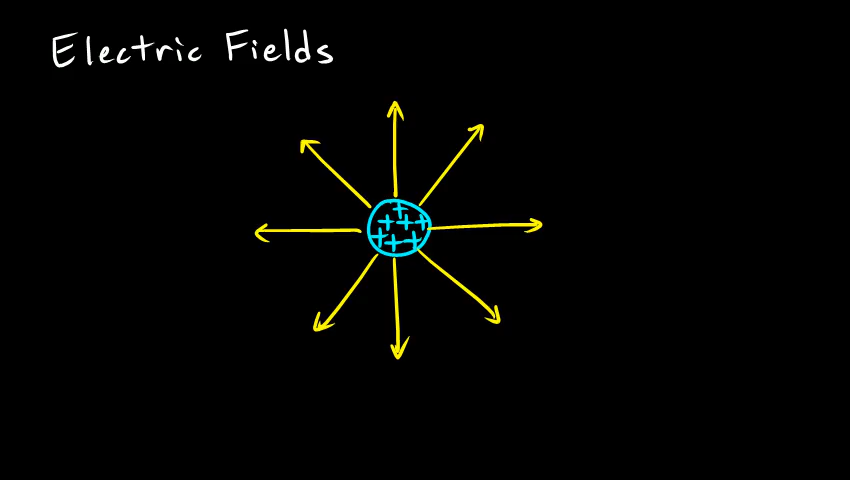 Electric Fields
+
+ + +
+ + +